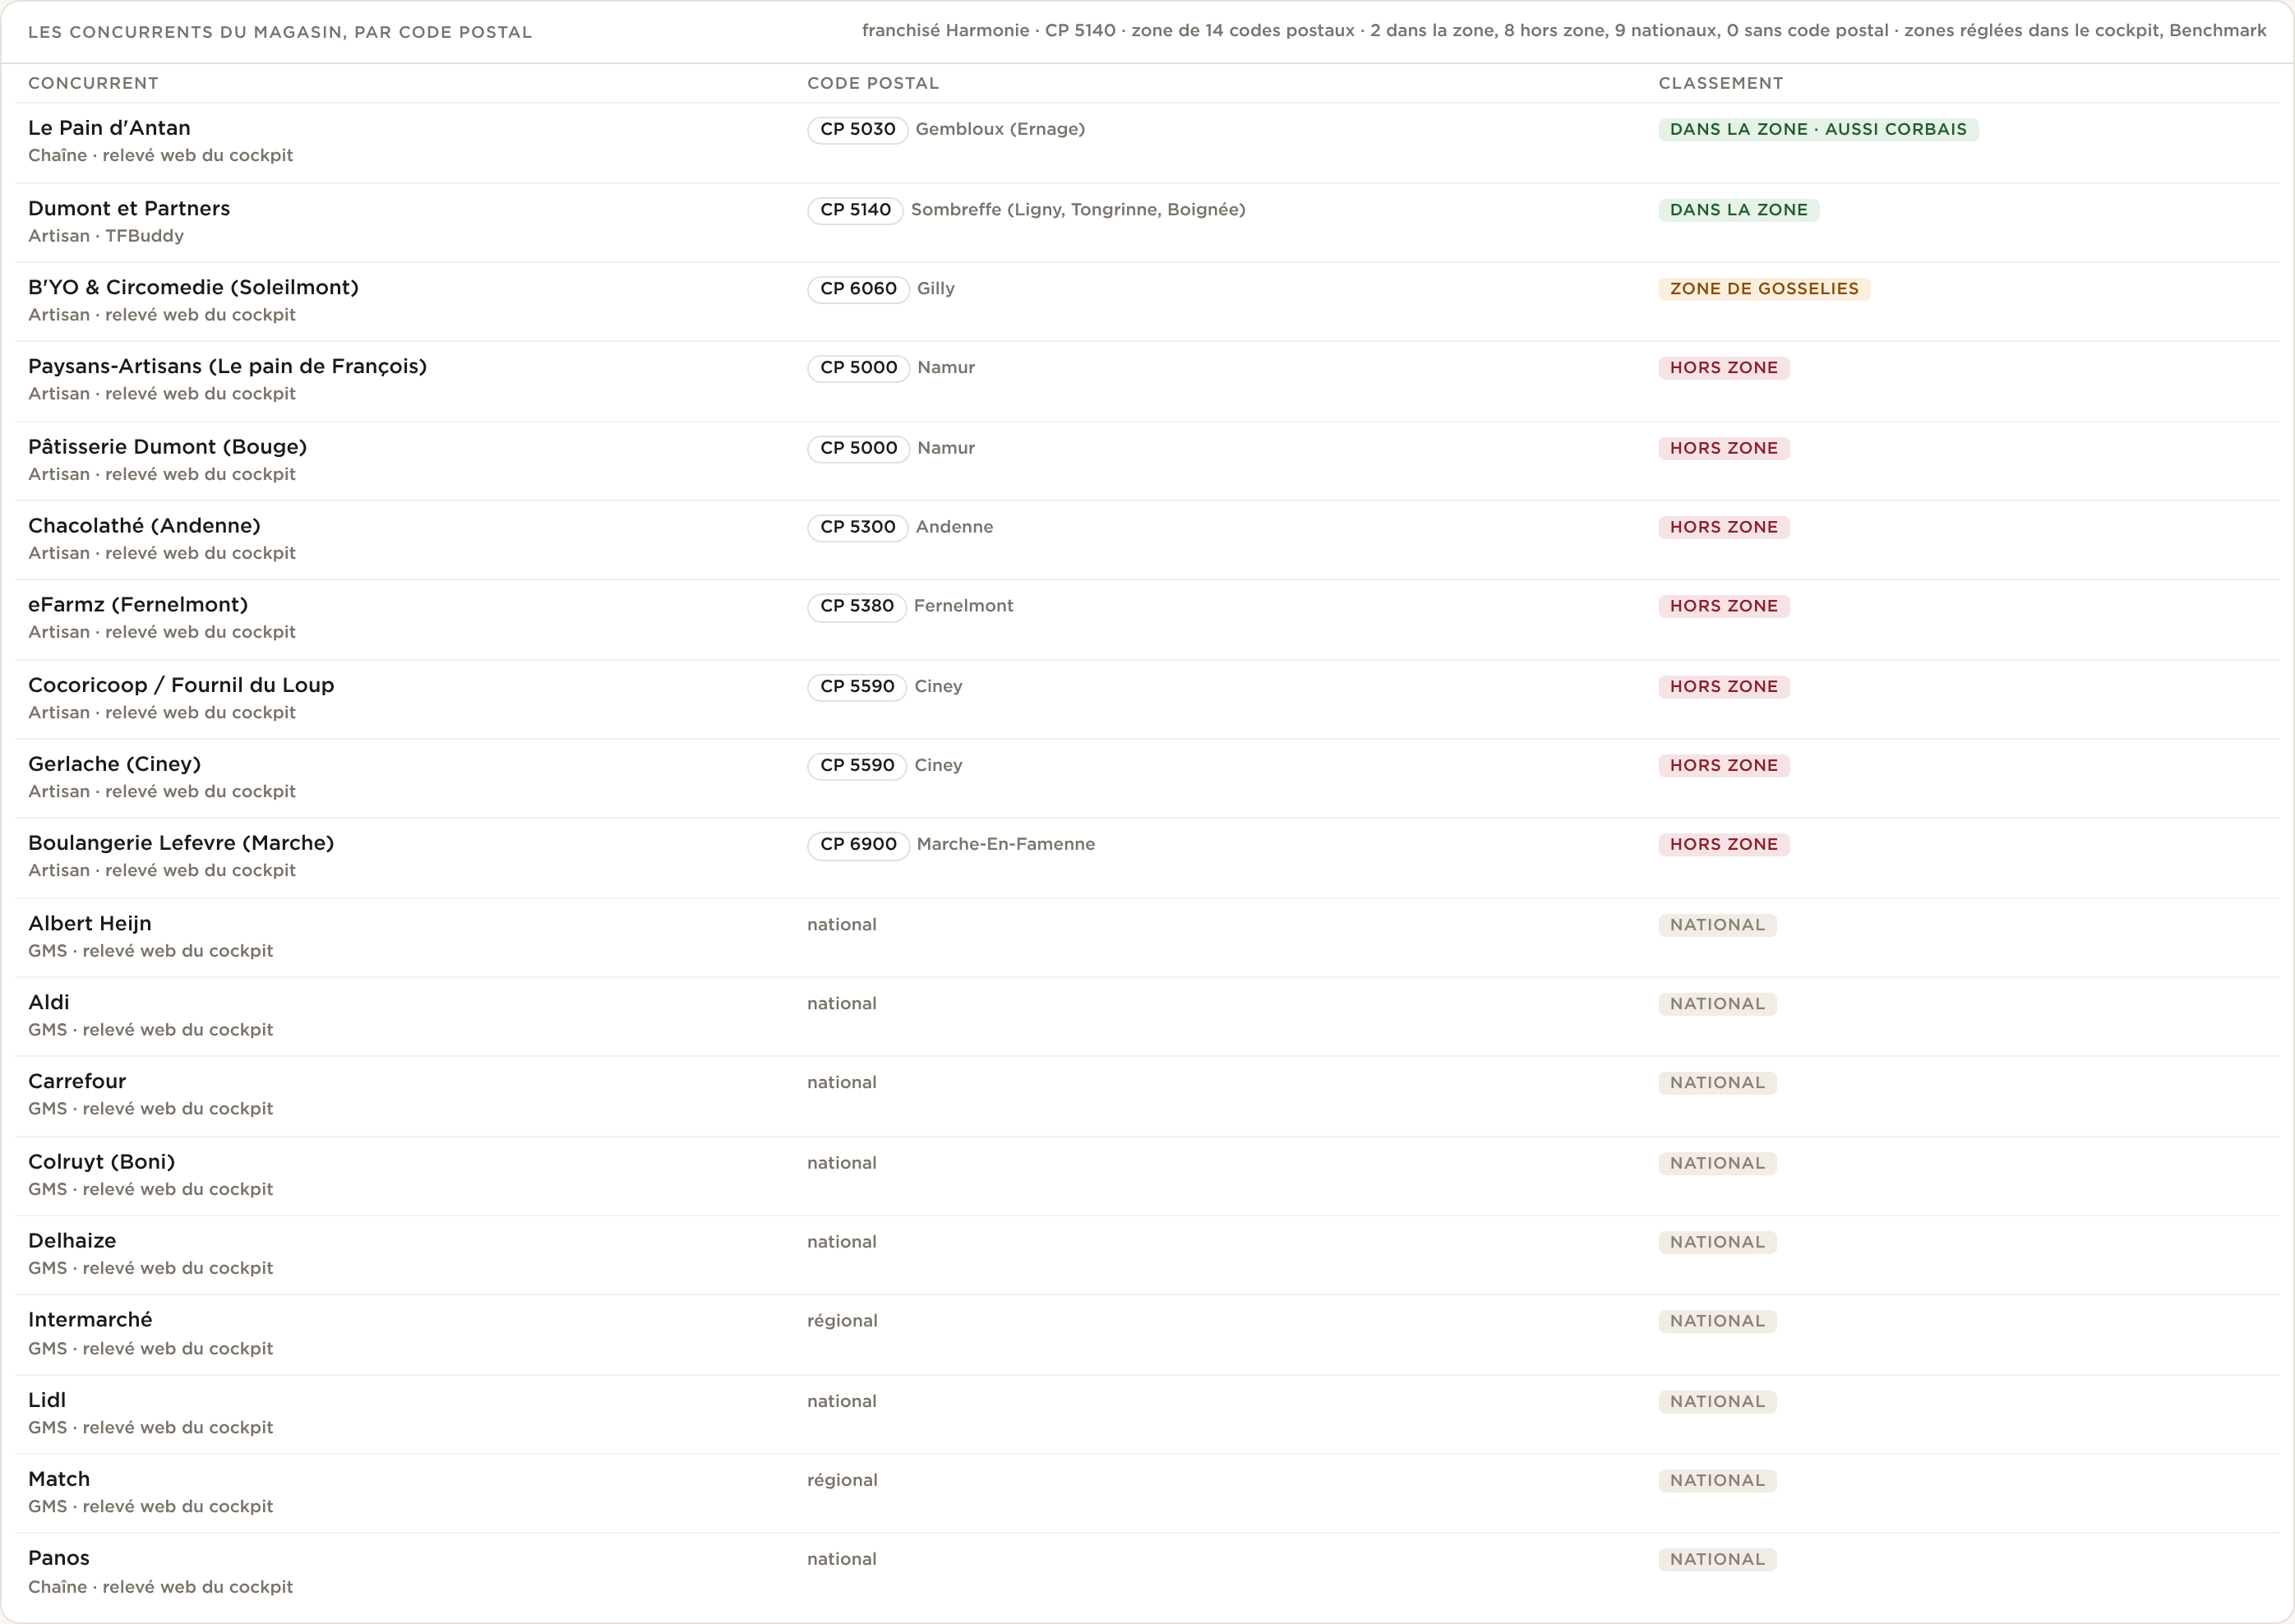 LES CONCURRENTS DU MAGASIN, PAR CODE POSTAL
franchisé Harmonie · CP 5140 · zone de 14 codes postaux · 2 dans la zone, 8 hors zone, 9 nationaux, 0 sans code postal · zones réglées dans le cockpit, Benchmark
CONCURRENT CODE POSTAL CLASSEMENT
Le Pain d'Antan CP 5030 Gembloux (Ernage) DANS LA ZONE · AUSSI CORBAIS
Chaîne · relevé web du cockpit
Dumont et Partners CP 5140 Sombreffe (Ligny, Tongrinne, Boignée) DANS LA ZONE
Artisan · TFBuddy
B'YO & Circomedie (Soleilmont) CP 6060 Gilly ZONE DE GOSSELIES
Artisan · relevé web du cockpit
Paysans-Artisans (Le pain de François) CP 5000 Namur HORS ZONE
Artisan · relevé web du cockpit
Pâtisserie Dumont (Bouge) CP 5000 Namur HORS ZONE
Artisan · relevé web du cockpit
Chacolathé (Andenne) CP 5300 Andenne HORS ZONE
Artisan · relevé web du cockpit
eFarmz (Fernelmont) CP 5380 Fernelmont HORS ZONE
Artisan · relevé web du cockpit
Cocoricoop / Fournil du Loup CP 5590 Ciney HORS ZONE
Artisan · relevé web du cockpit
Gerlache (Ciney) CP 5590 Ciney HORS ZONE
Artisan · relevé web du cockpit
Boulangerie Lefevre (Marche) CP 6900 Marche-En-Famenne HORS ZONE
Artisan · relevé web du cockpit
Albert Heijn national NATIONAL
GMS · relevé web du cockpit
Aldi national NATIONAL
GMS · relevé web du cockpit
Carrefour national NATIONAL
GMS · relevé web du cockpit
Colruyt (Boni) national NATIONAL
GMS · relevé web du cockpit
Delhaize national NATIONAL
GMS · relevé web du cockpit
Intermarché régional NATIONAL
GMS · relevé web du cockpit
Lidl national NATIONAL
GMS · relevé web du cockpit
Match régional NATIONAL
GMS · relevé web du cockpit
Panos national NATIONAL
Chaîne · relevé web du cockpit